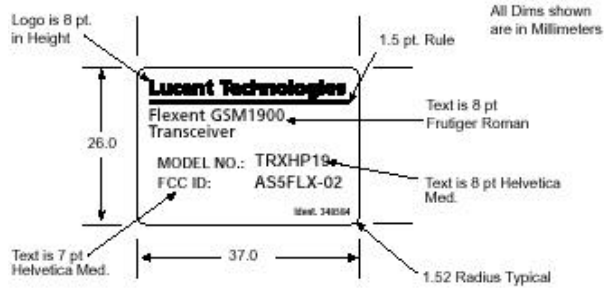 Logo is 8 pt.
in Height
All Dims shown
are in Millimeters
1.5 pt. Rule
Lucent Technologies
Flexent GSM1900
Transceiver
Text is 8 pt
Frutiger Roman
26.0
MODEL NO.: TRXHP19
FCC ID: AS5FLX-02
Text is 8 pt Helvetica
Med.
Ident.
Text is 7 pt
Helvetica Med.
37.0
1.52 Radius Typical